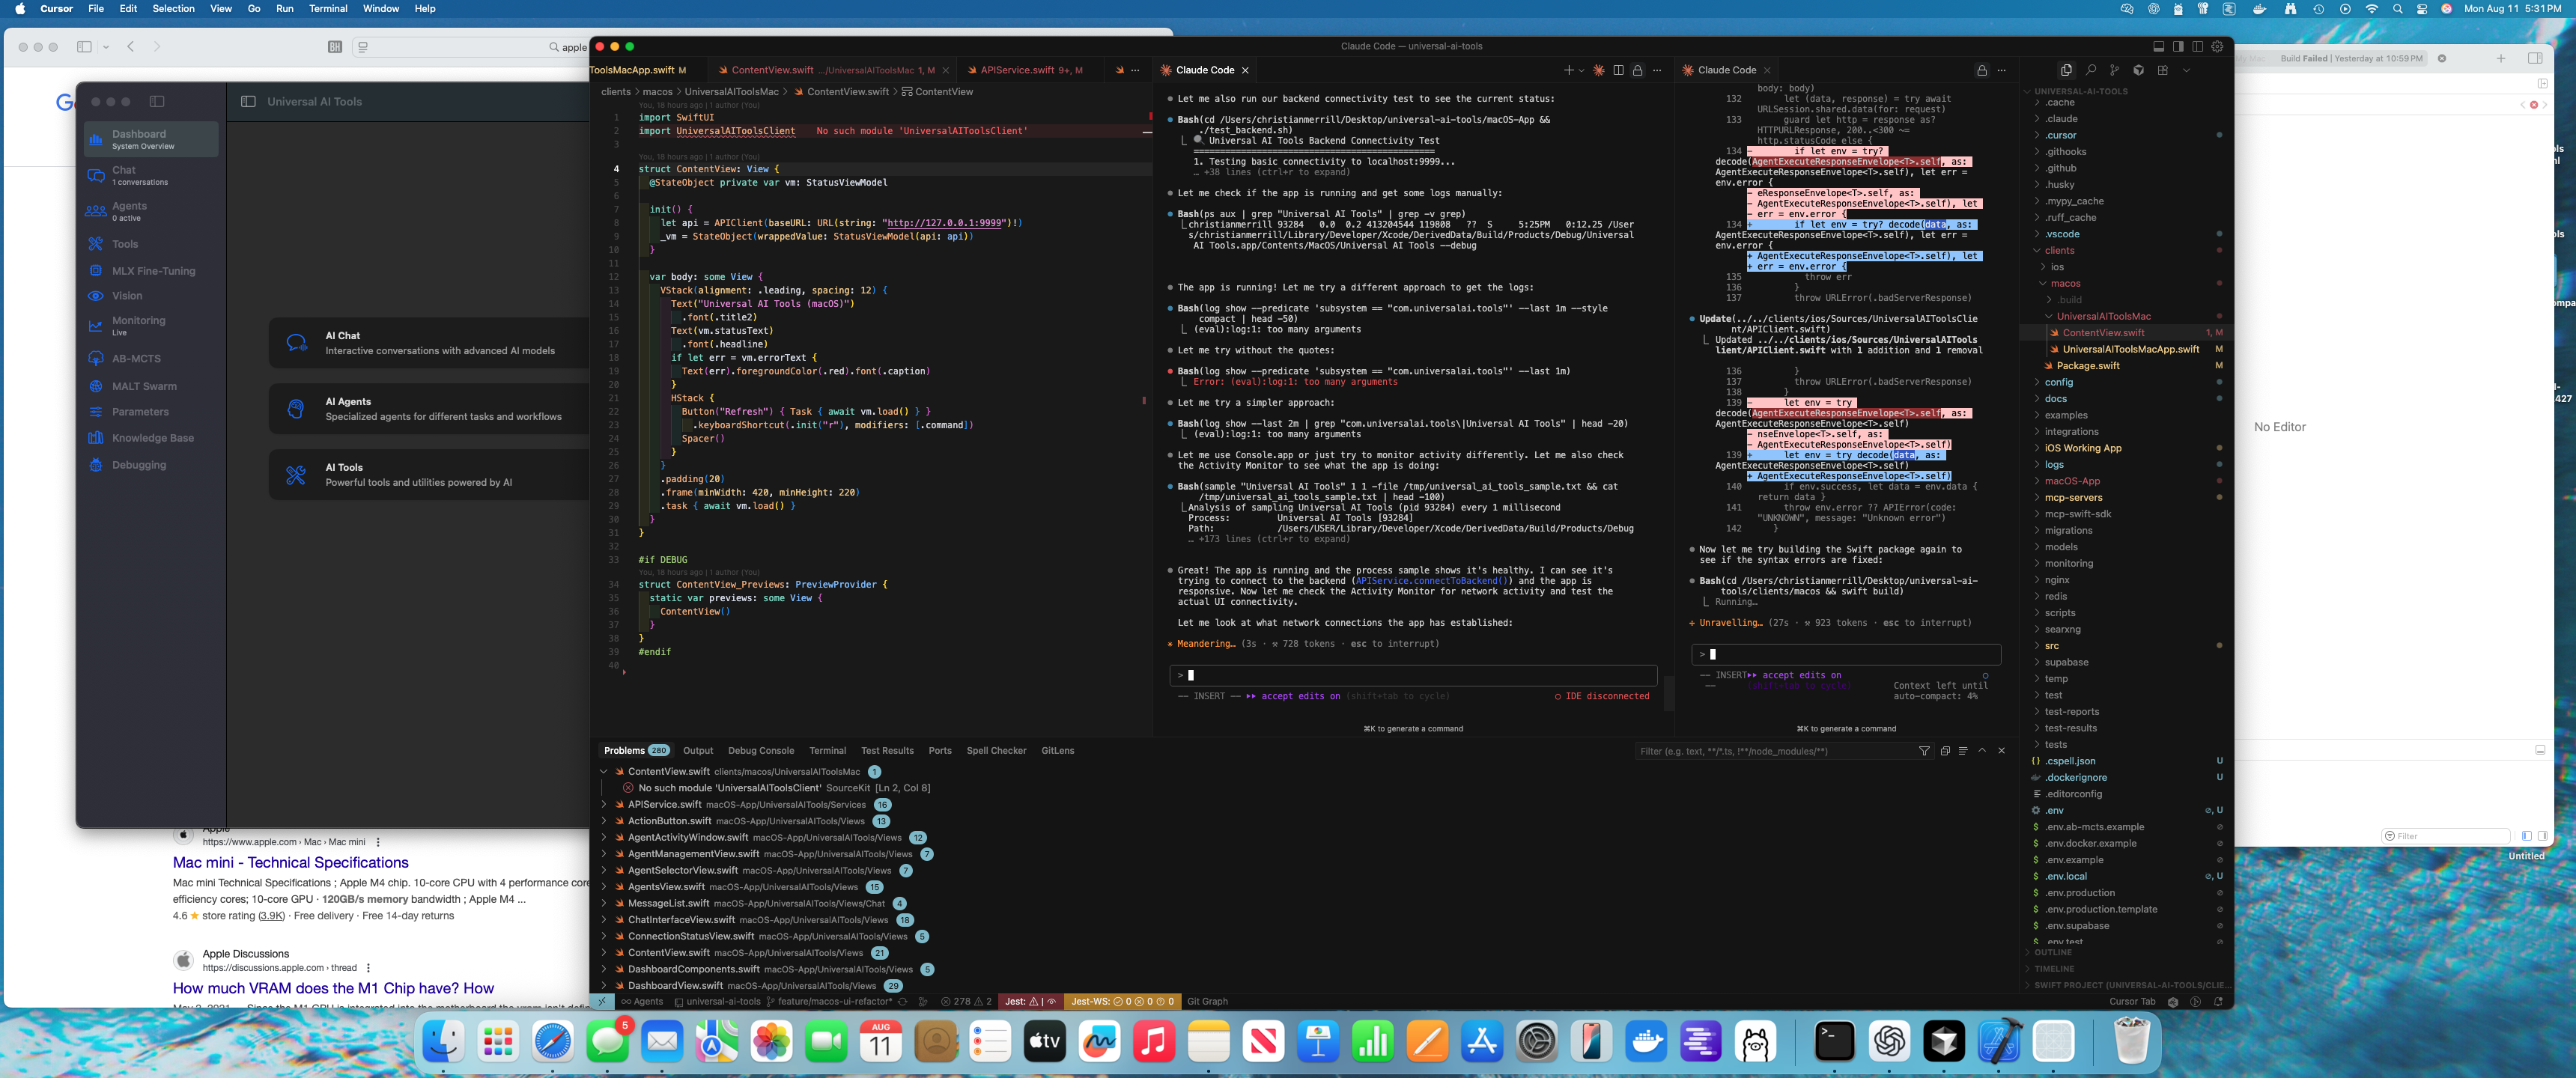 Cursor File Edit Selection View Go Run Terminal Window Help
Mon Aug 11 5:31 PM
apple
Universal AI Tools
Dashboard
System Overview
Chat
1 conversations
Agents
0 active
Tools
MLX Fine-Tuning
Vision
Monitoring
Live
AB-MCTS
MALT Swarm
Parameters
Knowledge Base
Debugging
AI Chat
Interactive conversations with advanced AI models
AI Agents
Specialized agents for different tasks and workflows
AI Tools
Powerful tools and utilities powered by AI
Apple
https://www.apple.com › Mac › Mac mini
Mac mini - Technical Specifications
Mac mini Technical Specifications ; Apple M4 chip. 10-core CPU with 4 performance core
efficiency cores; 10-core GPU · 120GB/s memory bandwidth ; Apple M4 ...
4.6 ★ store rating (3.9K) · Free delivery · Free 14-day returns
Apple Discussions
https://discussions.apple.com › thread
How much VRAM does the M1 Chip have? How
Claude Code — universal-ai-tools
ToolsMacApp.swift M
ContentView.swift .../UniversalAIToolsMac 1, M
APIService.swift 9+, M
clients > macos > UniversalAIToolsMac > ContentView.swift > ContentView
You, 18 hours ago | 1 author (You)
1 import SwiftUI
2 import UniversalAIToolsClient No such module 'UniversalAIToolsClient'
3
You, 18 hours ago | 1 author (You)
4 struct ContentView: View {
5 @StateObject private var vm: StatusViewModel
6
7 init() {
8 let api = APIClient(baseURL: URL(string: "http://127.0.0.1:9999")!)
9 _vm = StateObject(wrappedValue: StatusViewModel(api: api))
10 }
11
12 var body: some View {
13 VStack(alignment: .leading, spacing: 12) {
14 Text("Universal AI Tools (macOS)")
15 .font(.title2)
16 Text(vm.statusText)
17 .font(.headline)
18 if let err = vm.errorText {
19 Text(err).foregroundColor(.red).font(.caption)
20 }
21 HStack {
22 Button("Refresh") { Task { await vm.load() } }
23 .keyboardShortcut(.init("r"), modifiers: [.command])
24 Spacer()
25 }
26 }
27 .padding(20)
28 .frame(minWidth: 420, minHeight: 220)
29 .task { await vm.load() }
30 }
31 }
32
33 #if DEBUG
You, 18 hours ago | 1 author (You)
34 struct ContentView_Previews: PreviewProvider {
35 static var previews: some View {
36 ContentView()
37 }
38 }
39 #endif
40
Claude Code
Let me also run our backend connectivity test to see the current status:
Bash(cd /Users/christianmerrill/Desktop/universal-ai-tools/macOS-App &&
./test_backend.sh)
Universal AI Tools Backend Connectivity Test
1. Testing basic connectivity to localhost:9999...
… +38 lines (ctrl+r to expand)
Let me check if the app is running and get some logs manually:
Bash(ps aux | grep "Universal AI Tools" | grep -v grep)
christianmerrill 93284 0.0 0.2 413204544 119808 ?? S 5:25PM 0:12.25 /User
s/christianmerrill/Library/Developer/Xcode/DerivedData/Build/Products/Debug/Universal
AI Tools.app/Contents/MacOS/Universal AI Tools --debug
The app is running! Let me try a different approach to get the logs:
Bash(log show --predicate 'subsystem == "com.universalai.tools"' --last 1m --style
compact | head -50)
(eval):log:1: too many arguments
Let me try without the quotes:
Bash(log show --predicate 'subsystem == "com.universalai.tools"' --last 1m)
Error: (eval):log:1: too many arguments
Let me try a simpler approach:
Bash(log show --last 2m | grep "com.universalai.tools\|Universal AI Tools" | head -20)
(eval):log:1: too many arguments
Let me use Console.app or just try to monitor activity differently. Let me also check
the Activity Monitor to see what the app is doing:
Bash(sample "Universal AI Tools" 1 1 -file /tmp/universal_ai_tools_sample.txt && cat
/tmp/universal_ai_tools_sample.txt | head -100)
Analysis of sampling Universal AI Tools (pid 93284) every 1 millisecond
Process: Universal AI Tools [93284]
Path: /Users/USER/Library/Developer/Xcode/DerivedData/Build/Products/Debug
… +173 lines (ctrl+r to expand)
Great! The app is running and the process sample shows it's healthy. I can see it's
trying to connect to the backend (APIService.connectToBackend()) and the app is
responsive. Now let me check the Activity Monitor for network activity and test the
actual UI connectivity.
Let me look at what network connections the app has established:
Meandering… (3s · 728 tokens · esc to interrupt)
>
-- INSERT -- ⏵⏵ accept edits on (shift+tab to cycle)
IDE disconnected
⌘K to generate a command
Claude Code
body: body)
132 let (data, response) = try await
URLSession.shared.data(for: request)
133 guard let http = response as?
HTTPURLResponse, 200..<300 ~=
http.statusCode else {
134 - if let env = try?
decode(AgentExecuteResponseEnvelope<T>.self, as:
AgentExecuteResponseEnvelope<T>.self), let err =
env.error {
- eResponseEnvelope<T>.self, as:
- AgentExecuteResponseEnvelope<T>.self), let
- err = env.error {
134 + if let env = try? decode(data, as:
AgentExecuteResponseEnvelope<T>.self), let err =
env.error {
+ AgentExecuteResponseEnvelope<T>.self), let
+ err = env.error {
135 throw err
136 }
137 throw URLError(.badServerResponse)
Update(../../clients/ios/Sources/UniversalAIToolsClie
nt/APIClient.swift)
Updated ../../clients/ios/Sources/UniversalAITools
Client/APIClient.swift with 1 addition and 1 removal
136 }
137 throw URLError(.badServerResponse)
138 }
139 - let env = try
decode(AgentExecuteResponseEnvelope<T>.self, as:
AgentExecuteResponseEnvelope<T>.self)
- nseEnvelope<T>.self, as:
- AgentExecuteResponseEnvelope<T>.self)
139 + let env = try decode(data, as:
AgentExecuteResponseEnvelope<T>.self)
+ AgentExecuteResponseEnvelope<T>.self)
140 if env.success, let data = env.data {
return data }
141 throw env.error ?? APIError(code:
"UNKNOWN", message: "Unknown error")
142 }
Now let me try building the Swift package again to
see if the syntax errors are fixed:
Bash(cd /Users/christianmerrill/Desktop/universal-ai-
tools/clients/macos && swift build)
Running…
Unravelling… (27s · 923 tokens · esc to interrupt)
>
-- INSERT⏵⏵ accept edits on
-- (shift+tab to cycle)
Context left until
auto-compact: 4%
⌘K to generate a command
UNIVERSAL-AI-TOOLS
.cache
.claude
.cursor
.githooks
.github
.husky
.mypy_cache
.ruff_cache
.vscode
clients
ios
macos
.build
UniversalAIToolsMac
ContentView.swift 1, M
UniversalAIToolsMacApp.swift M
Package.swift M
config
docs
examples
integrations
iOS Working App
logs
macOS-App
mcp-servers
mcp-swift-sdk
migrations
models
monitoring
nginx
redis
scripts
searxng
src
supabase
temp
test
test-reports
test-results
tests
.cspell.json U
.dockerignore U
.editorconfig
.env U
.env.ab-mcts.example
.env.docker.example
.env.example
.env.local U
.env.production
.env.production.template
.env.supabase
.env.test
OUTLINE
TIMELINE
SWIFT PROJECT (UNIVERSAL-AI-TOOLS/CLIE...
Problems 280 Output Debug Console Terminal Test Results Ports Spell Checker GitLens
Filter (e.g. text, **/*.ts, !**/node_modules/**)
ContentView.swift clients/macos/UniversalAIToolsMac 1
No such module 'UniversalAIToolsClient' SourceKit [Ln 2, Col 8]
APIService.swift macOS-App/UniversalAITools/Services 16
ActionButton.swift macOS-App/UniversalAITools/Views 13
AgentActivityWindow.swift macOS-App/UniversalAITools/Views 12
AgentManagementView.swift macOS-App/UniversalAITools/Views 7
AgentSelectorView.swift macOS-App/UniversalAITools/Views 7
AgentsView.swift macOS-App/UniversalAITools/Views 15
MessageList.swift macOS-App/UniversalAITools/Views/Chat 4
ChatInterfaceView.swift macOS-App/UniversalAITools/Views 18
ConnectionStatusView.swift macOS-App/UniversalAITools/Views 5
ContentView.swift macOS-App/UniversalAITools/Views 21
DashboardComponents.swift macOS-App/UniversalAITools/Views 5
DashboardView.swift macOS-App/UniversalAITools/Views 29
Agents universal-ai-tools feature/macos-ui-refactor* 278 2 Jest: Jest-WS: 0 0 0 Git Graph
Cursor Tab
Build Failed | Yesterday at 10:59 PM
No Editor
Filter
Untitled
427
5
AUG
11
tv